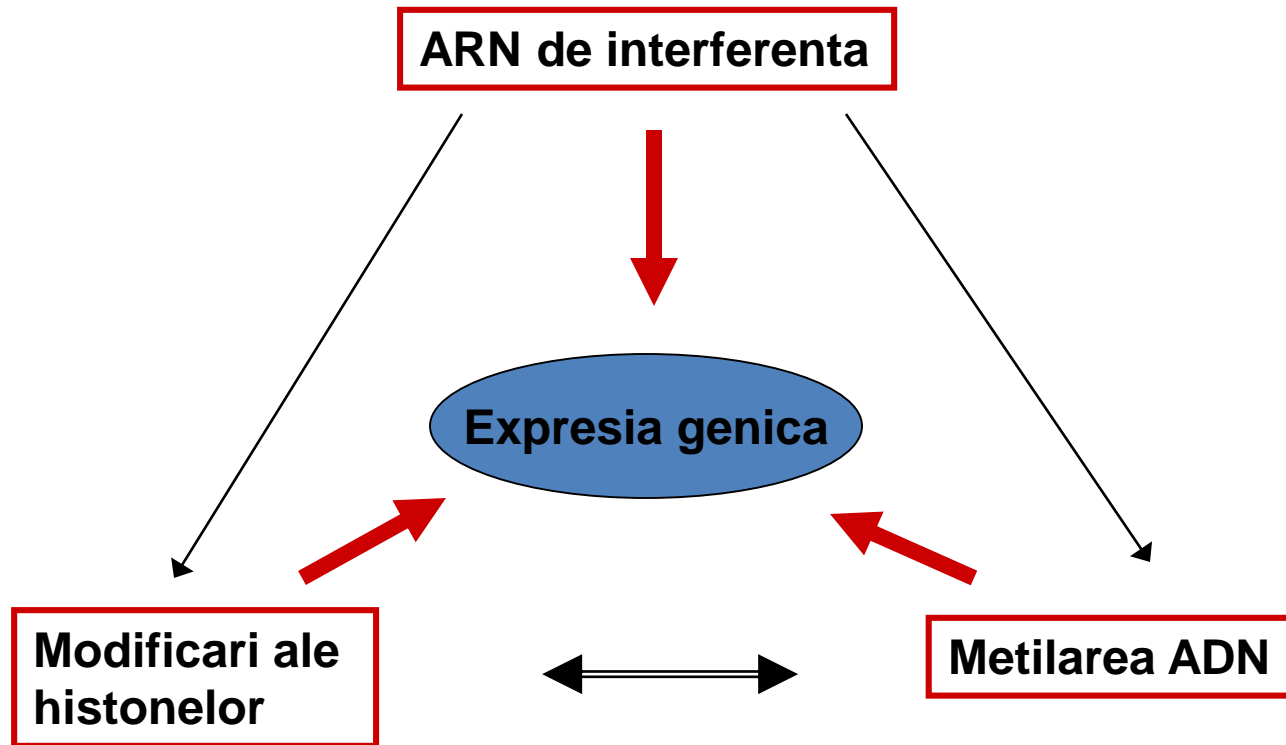 ARN de interferenta
Expresia genica
Modificari ale
histonelor
Metilarea ADN